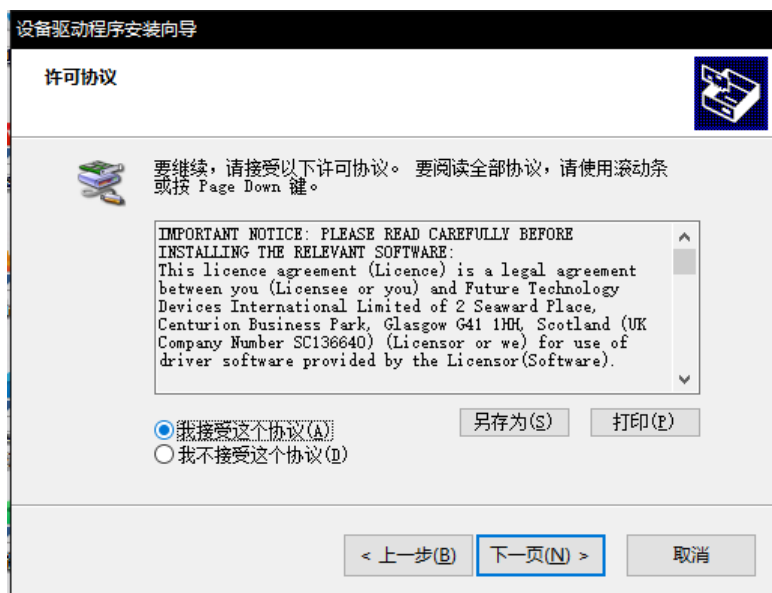 设备驱动程序安装向导
许可协议
要继续，请接受以下许可协议。 要阅读全部协议，请使用滚动条
或按 Page Down 键。
IMPORTANT NOTICE: PLEASE READ CAREFULLY BEFORE
INSTALLING THE RELEVANT SOFTWARE:
This licence agreement (Licence) is a legal agreement
between you (Licensee or you) and Future Technology
Devices International Limited of 2 Seaward Place,
Centurion Business Park, Glasgow G41 1HH, Scotland (UK
Company Number SC136640) (Licensor or we) for use of
driver software provided by the Licensor(Software).
我接受这个协议(A)
另存为(S)
打印(P)
我不接受这个协议(D)
< 上一步(B)
下一页(N) >
取消